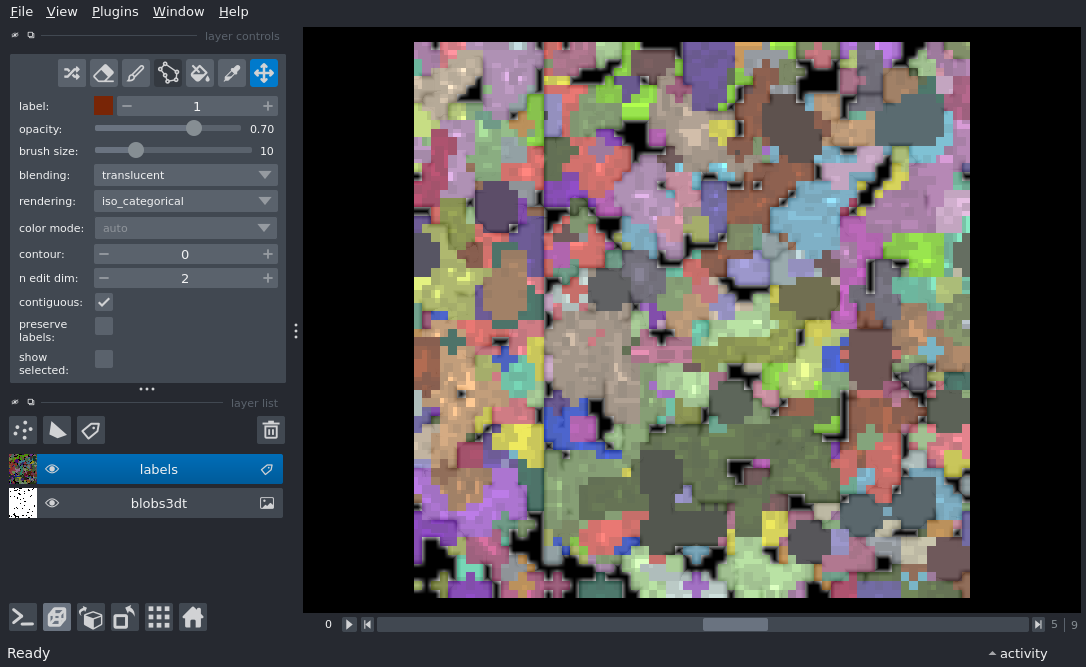 File View Plugins Window Help
layer controls
label: 1
opacity: 0.70
brush size: 10
blending: translucent
rendering: iso_categorical
color mode: auto
contour: 0
n edit dim: 2
contiguous:
preserve
labels:
show
selected:
layer list
labels
blobs3dt
0 5 | 9
Ready activity